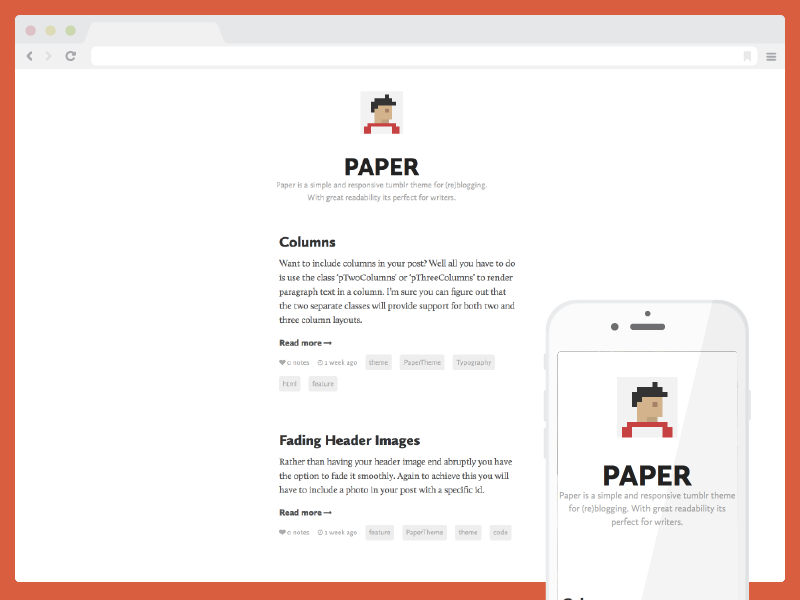 PAPER
Paper is a simple and responsive tumblr theme for (re)blogging.
With great readability its perfect for writers.
Columns
Want to include columns in your post? Well all you have to do
is use the class 'pTwoColumns' or 'pThreeColumns' to render
paragraph text in a column. I'm sure you can figure out that
the two separate classes will provide support for both two and
three column layouts.
Read more
0 notes 1 week ago theme PaperTheme Typography
html feature
Fading Header Images
Rather than having your header image end abruptly you have
the option to fade it smoothly. Again to achieve this you will
have to include a photo in your post with a specific id.
Read more
0 notes 1 week ago feature PaperTheme theme code
PAPER
Paper is a simple and responsive tumblr theme
for (re)blogging. With great readability its
perfect for writers.